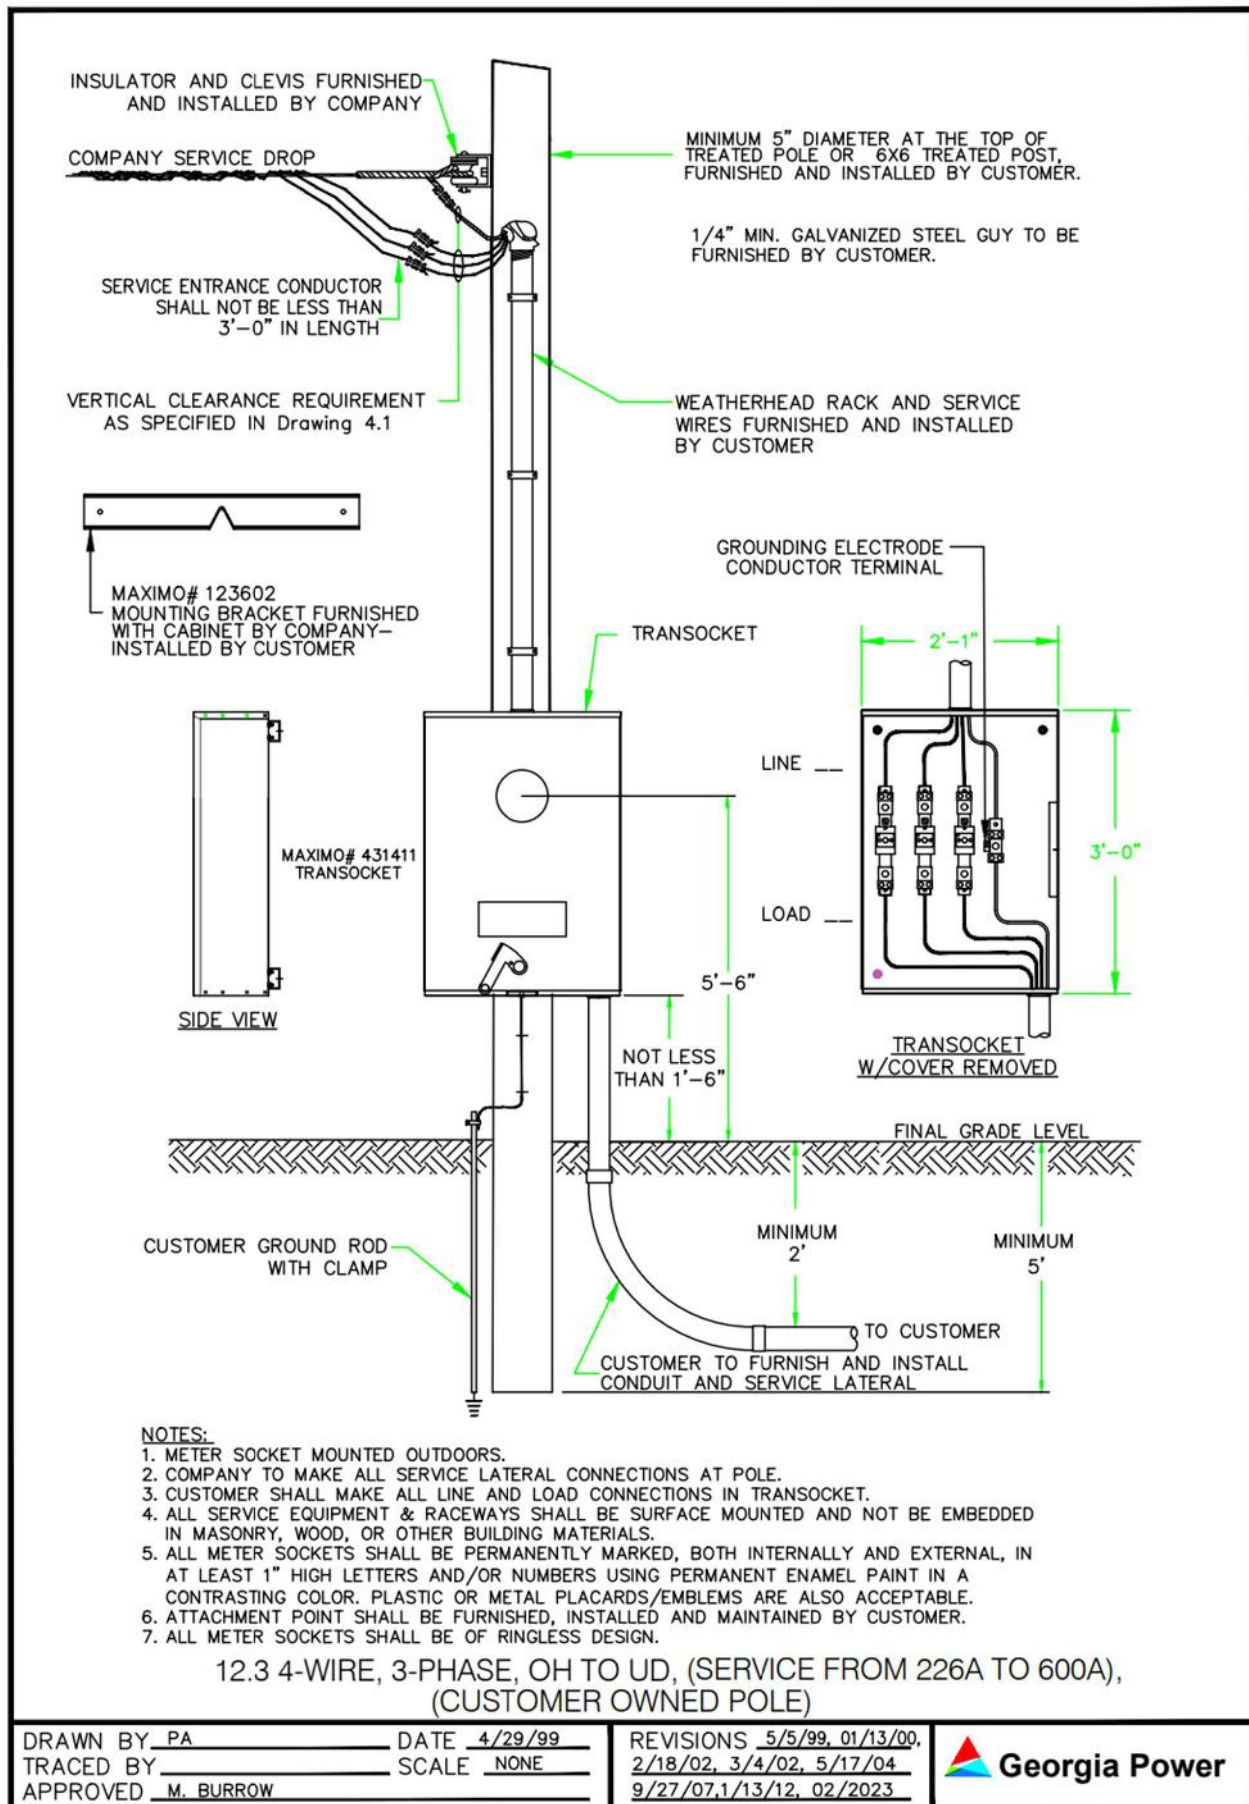 INSULATOR AND CLEVIS FURNISHED
AND INSTALLED BY COMPANY
COMPANY SERVICE DROP
MINIMUM 5" DIAMETER AT THE TOP OF
TREATED POLE OR 6X6 TREATED POST,
FURNISHED AND INSTALLED BY CUSTOMER.
1/4" MIN. GALVANIZED STEEL GUY TO BE
FURNISHED BY CUSTOMER.
SERVICE ENTRANCE CONDUCTOR
SHALL NOT BE LESS THAN
3'-0" IN LENGTH
VERTICAL CLEARANCE REQUIREMENT
AS SPECIFIED IN Drawing 4.1
WEATHERHEAD RACK AND SERVICE
WIRES FURNISHED AND INSTALLED
BY CUSTOMER
MAXIMO# 123602
MOUNTING BRACKET FURNISHED
WITH CABINET BY COMPANY-
INSTALLED BY CUSTOMER
GROUNDING ELECTRODE
CONDUCTOR TERMINAL
TRANSOCKET
2'-1"
LINE
MAXIMO# 431411
TRANSOCKET
3'-0"
LOAD
5'-6"
SIDE VIEW
NOT LESS
THAN 1'-6"
TRANSOCKET
W/COVER REMOVED
FINAL GRADE LEVEL
CUSTOMER GROUND ROD
WITH CLAMP
MINIMUM
2'
MINIMUM
5'
TO CUSTOMER
CUSTOMER TO FURNISH AND INSTALL
CONDUIT AND SERVICE LATERAL
NOTES:
1. METER SOCKET MOUNTED OUTDOORS.
2. COMPANY TO MAKE ALL SERVICE LATERAL CONNECTIONS AT POLE.
3. CUSTOMER SHALL MAKE ALL LINE AND LOAD CONNECTIONS IN TRANSOCKET.
4. ALL SERVICE EQUIPMENT & RACEWAYS SHALL BE SURFACE MOUNTED AND NOT BE EMBEDDED
IN MASONRY, WOOD, OR OTHER BUILDING MATERIALS.
5. ALL METER SOCKETS SHALL BE PERMANENTLY MARKED, BOTH INTERNALLY AND EXTERNAL, IN
AT LEAST 1" HIGH LETTERS AND/OR NUMBERS USING PERMANENT ENAMEL PAINT IN A
CONTRASTING COLOR. PLASTIC OR METAL PLACARDS/EMBLEMS ARE ALSO ACCEPTABLE.
6. ATTACHMENT POINT SHALL BE FURNISHED, INSTALLED AND MAINTAINED BY CUSTOMER.
7. ALL METER SOCKETS SHALL BE OF RINGLESS DESIGN.
12.3 4-WIRE, 3-PHASE, OH TO UD, (SERVICE FROM 226A TO 600A),
(CUSTOMER OWNED POLE)
DRAWN BY PA DATE 4/29/99
TRACED BY SCALE NONE
APPROVED M. BURROW
REVISIONS 5/5/99, 01/13/00,
2/18/02, 3/4/02, 5/17/04
9/27/07,1/13/12, 02/2023
Georgia Power